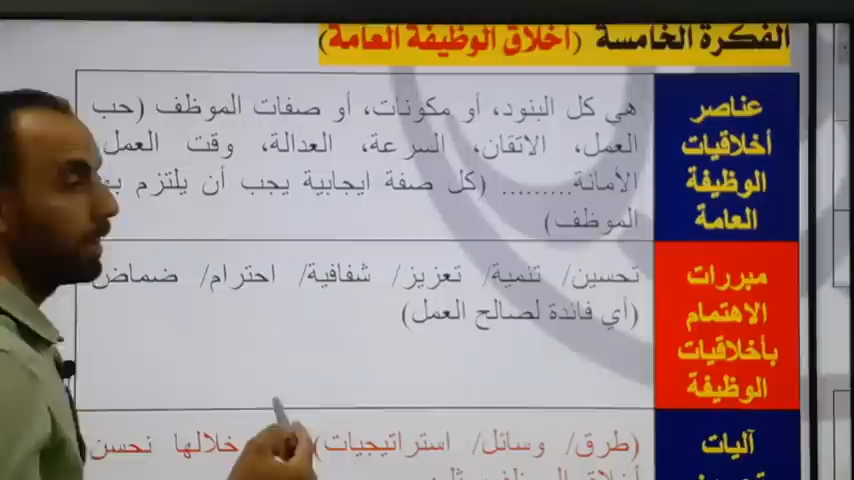 الفكرة الخامسة (أخلاق الوظيفة العامة)
عناصر
أخلاقيات
الوظيفة
العامة
هي كل البنود، أو مكونات، أو صفات الموظف (حب
العمل، الاتقان، السرعة، العدالة، وقت العمل
الأمانة......... (كل صفة ايجابية يجب أن يلتزم
الموظف)
مبررات
الاهتمام
بأخلاقيات
الوظيفة
تحسين/ تنمية/ تعزيز/ شفافية/ احترام/ ضماض
(أي فائدة لصالح العمل)
آليات
(طرق/ وسائل/ استراتيجيات) خلالها نحسن